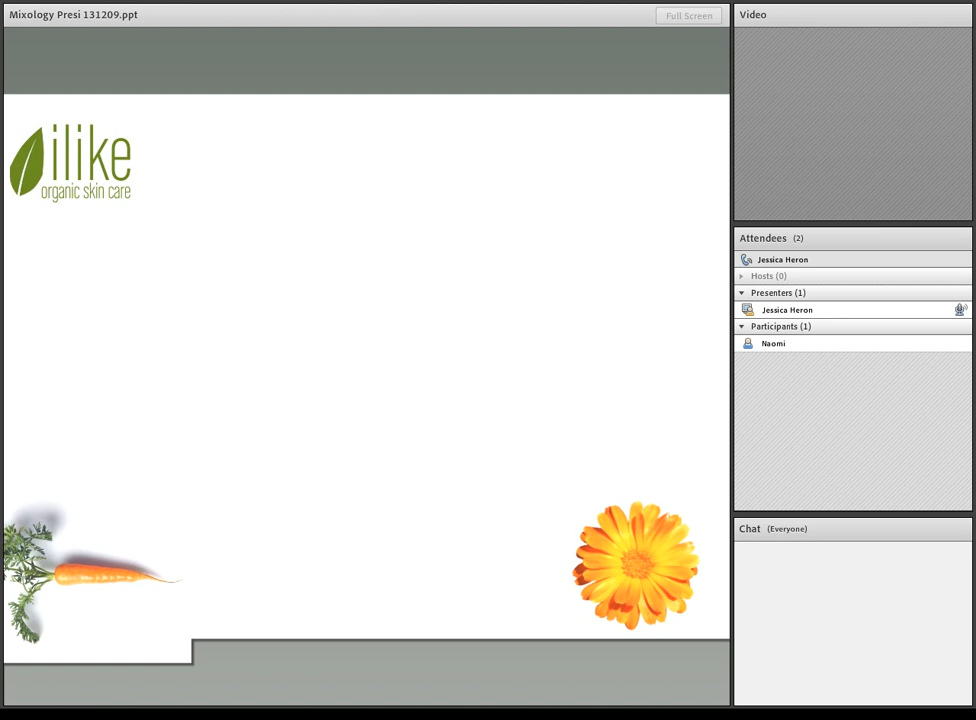 Mixology Presi 131209.ppt
Full Screen
ilike
organic skin care
Video
Attendees (2)
Jessica Heron
Hosts (0)
Presenters (1)
Jessica Heron
Participants (1)
Naomi
Chat (Everyone)